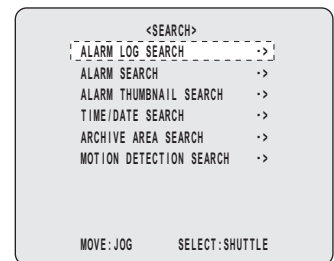 <SEARCH>
ALARM LOG SEARCH ->
ALARM SEARCH ->
ALARM THUMBNAIL SEARCH ->
TIME/DATE SEARCH ->
ARCHIVE AREA SEARCH ->
MOTION DETECTION SEARCH ->
MOVE:JOG SELECT:SHUTTLE